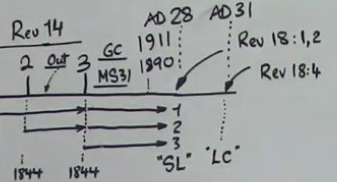 AD 28 AD 31
Rev 14
1911
Rev 18:1,2
2 Out 3 GC 1890
MS31
Rev 18:4
1
2
3
1844 1844 "SL" "LC"